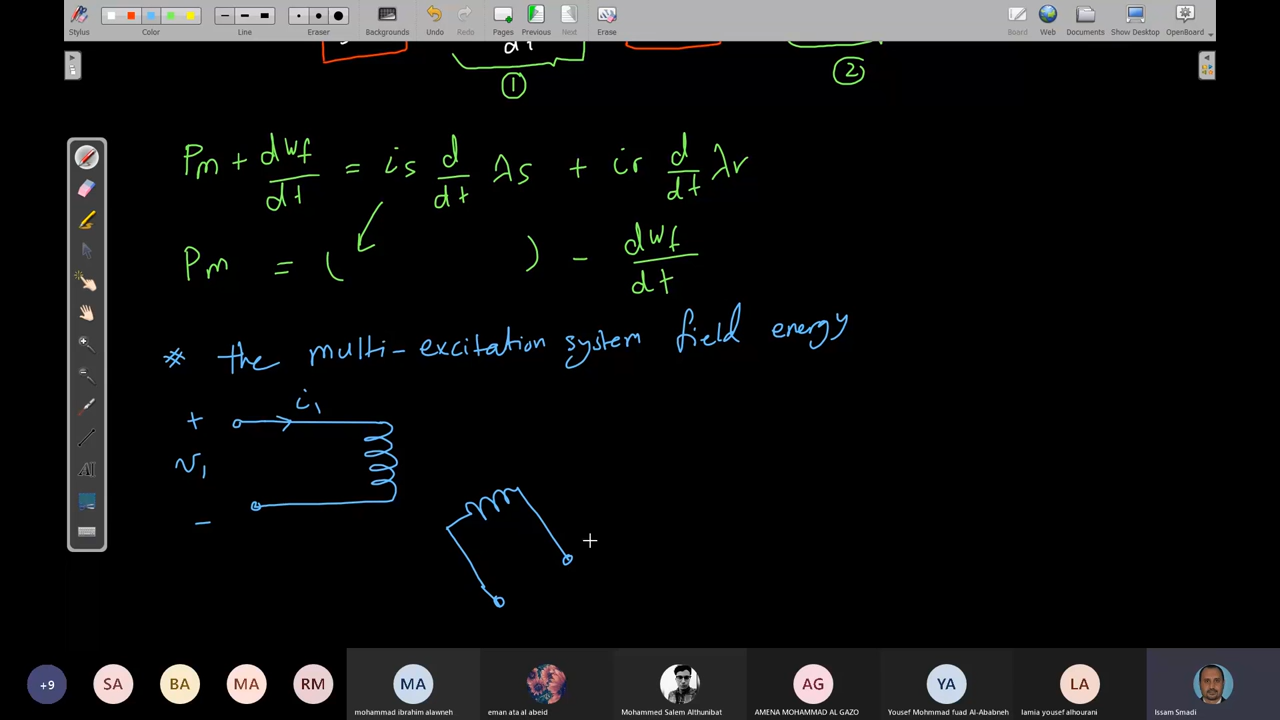 Stylus Color Eraser Backgrounds Undo Redo Pages Previous Next Erase Board Web Documents Show Desktop OpenBoard
①
②
Pm + dWf/dt = is d/dt λs + ir d/dt λr
Pm = ( ) - dWf/dt
* the multi-excitation system field energy
i1
+
v1
-
+9 SA BA MA RM MA AG YA LA
mohammad ibrahim alawneh eman ata al abeid Mohammed Salem Althunibat AMENA MOHAMMAD AL GAZO Yousef Mohmmad fuad Al-Ababneh lamia yousef alhourani Issam Smadi